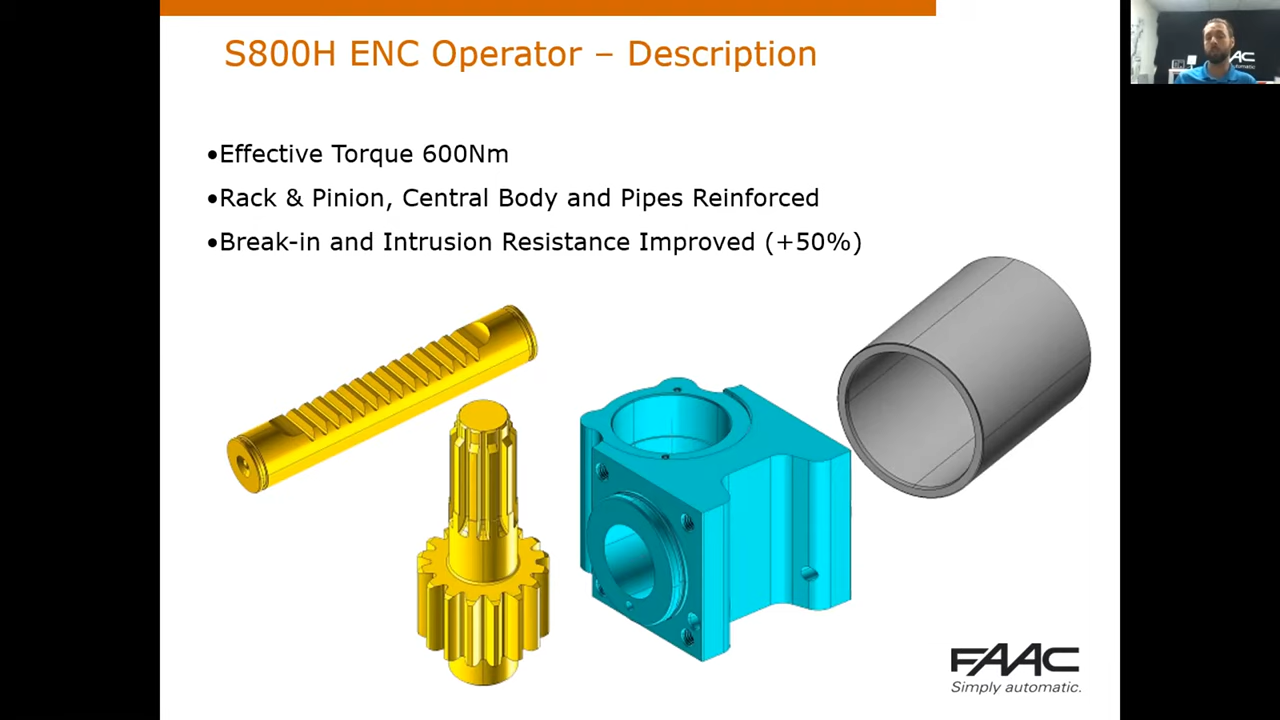 S800H ENC Operator – Description
•Effective Torque 600Nm
•Rack & Pinion, Central Body and Pipes Reinforced
•Break-in and Intrusion Resistance Improved (+50%)
FAAC
Simply automatic.